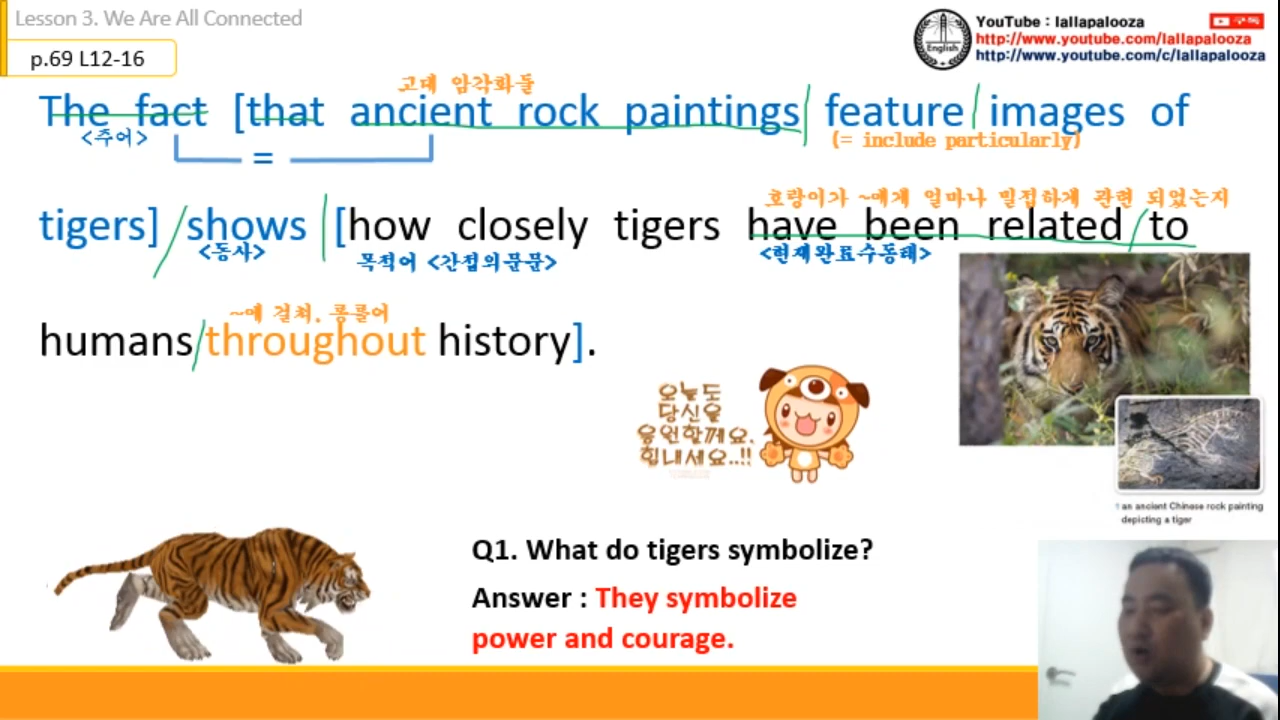 Lesson 3. We Are All Connected
p.69 L12-16
YouTube : lallapalooza
구독
http://www.youtube.com/lallapalooza
http://www.youtube.com/c/lallapalooza
English
고대 암각화들
The fact [that ancient rock paintings feature images of
<주어>
(= include particularly)
=
호랑이가 ~에게 얼마나 밀접하게 관련 되었는지
tigers] shows [how closely tigers have been related to
<동사>
목적어 <간접의문문>
<현재완료수동태>
~에 걸쳐, 통틀어
humans throughout history].
오늘도
당신을
응원할께요.
힘내세요..!!
↑ an ancient Chinese rock painting
depicting a tiger
Q1. What do tigers symbolize?
Answer : They symbolize
power and courage.